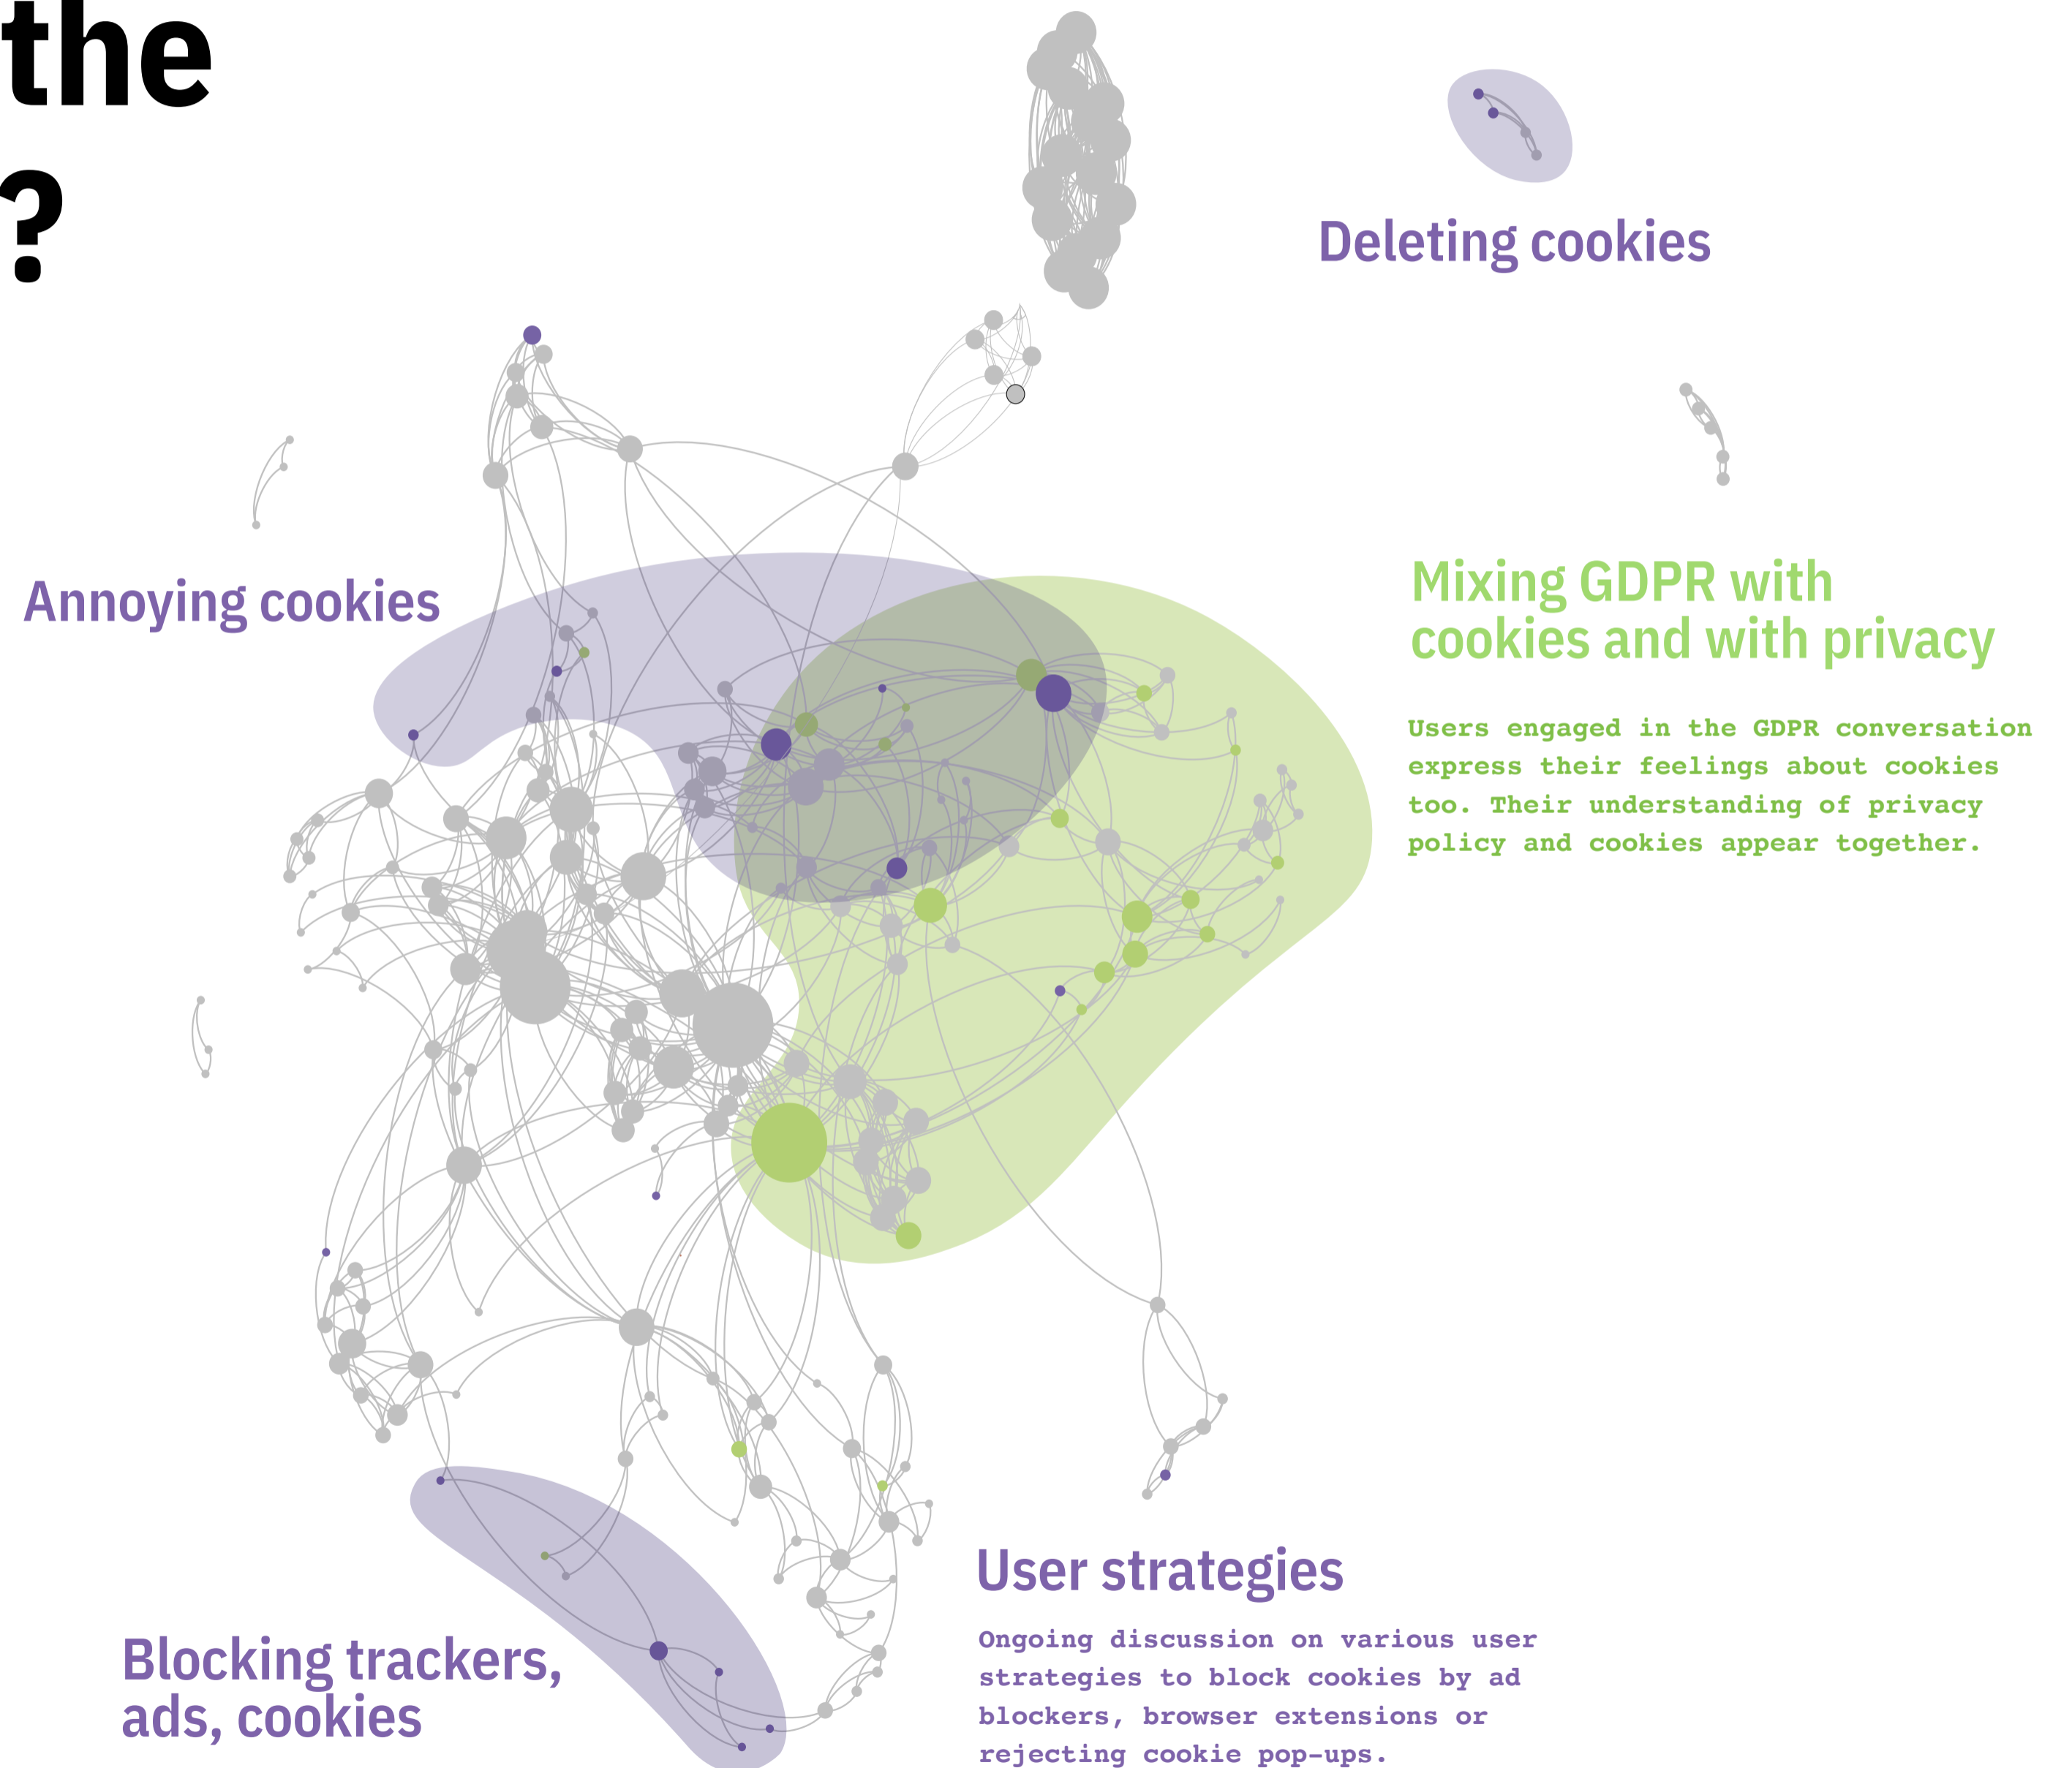 the
?
Deleting cookies
Annoying cookies
Mixing GDPR with
cookies and with privacy
Users engaged in the GDPR conversation
express their feelings about cookies
too. Their understanding of privacy
policy and cookies appear together.
User strategies
Ongoing discussion on various user
strategies to block cookies by ad
blockers, browser extensions or
rejecting cookie pop-ups.
Blocking trackers,
ads, cookies